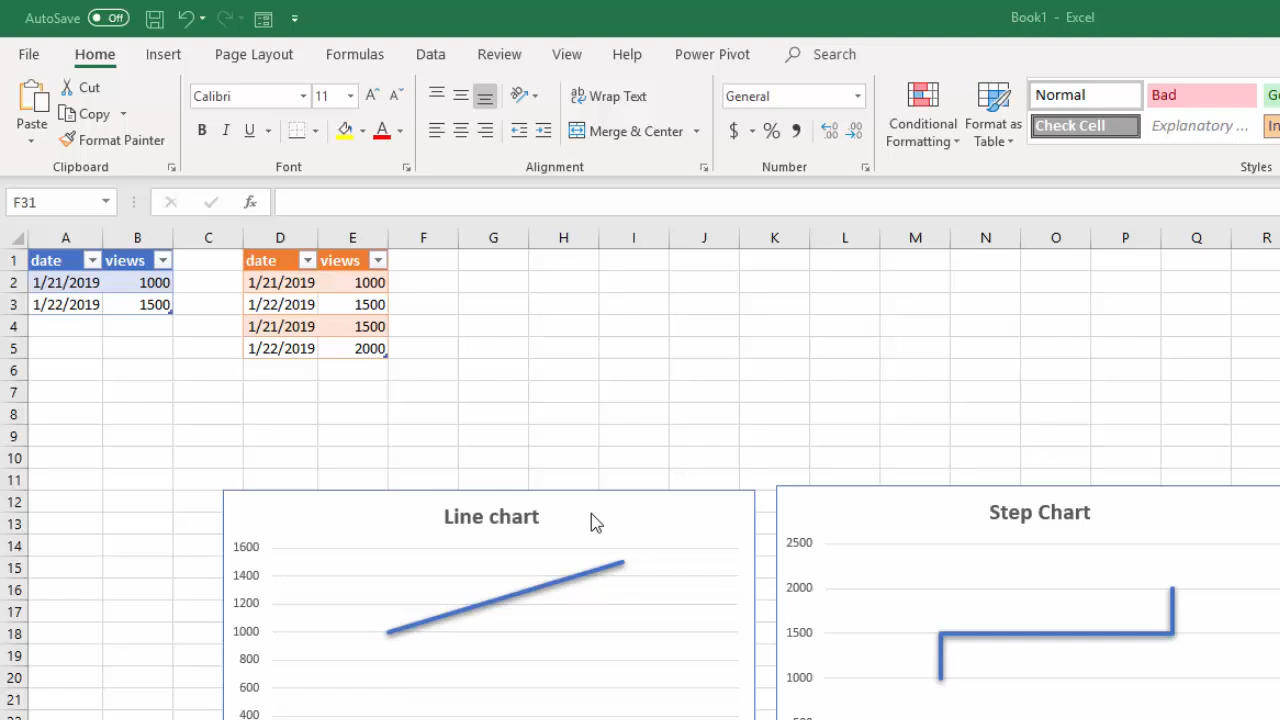 AutoSave Off Book1 - Excel
File Home Insert Page Layout Formulas Data Review View Help Power Pivot Search
Paste Cut Copy Format Painter Clipboard
Calibri 11 B I U Font
ab Wrap Text Merge & Center Alignment
General $ % , Number
Conditional Formatting Format as Table Normal Bad Check Cell Explanatory ... Styles
F31 fx
A B C D E F G H I J K L M N O P Q R
1 date views date views
2 1/21/2019 1000 1/21/2019 1000
3 1/22/2019 1500 1/22/2019 1500
4 1/21/2019 1500
5 1/22/2019 2000
6
7
8
9
10
11
12
13
14
15
16
17
18
19
20
21
Line chart
1600
1400
1200
1000
800
600
400
Step Chart
2500
2000
1500
1000